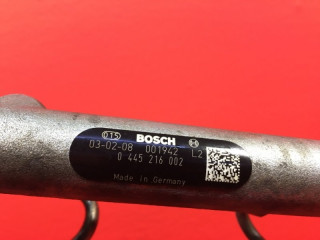 015 BOSCH
03-02-08 001942 L2
0 445 216 002
Made in Germany